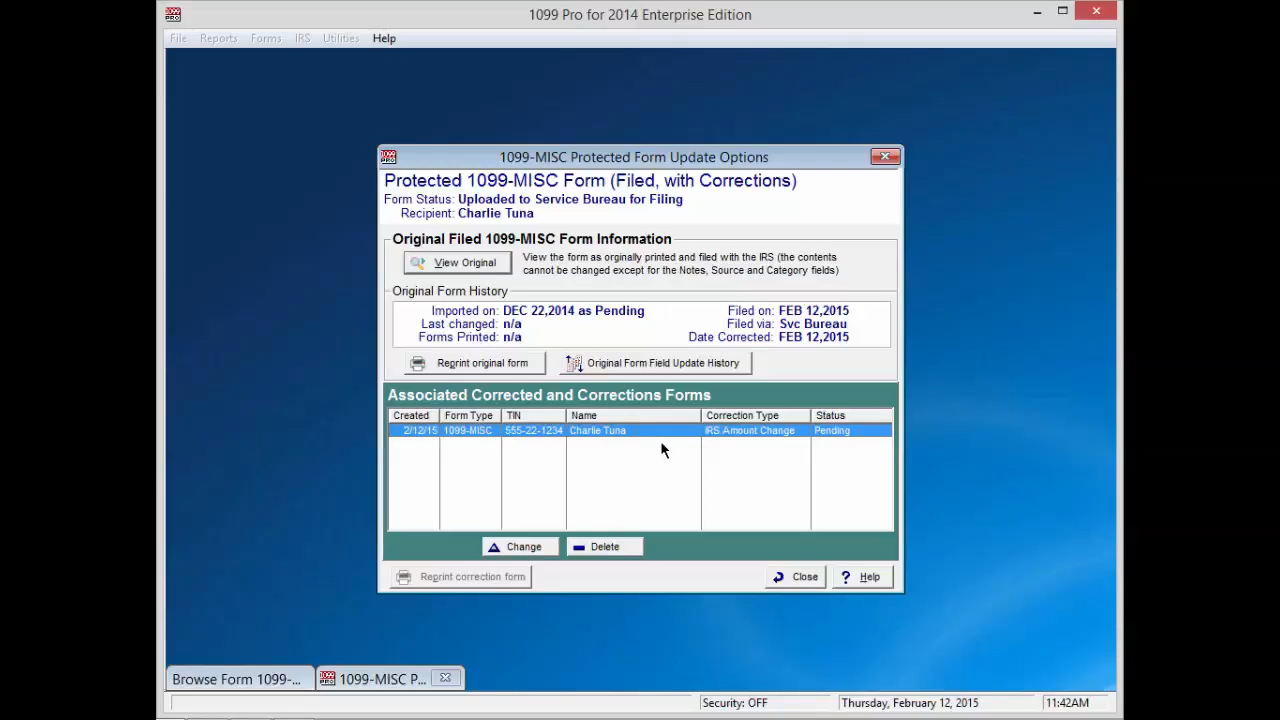 1099 Pro for 2014 Enterprise Edition
File Reports Forms IRS Utilities Help
1099-MISC Protected Form Update Options
Protected 1099-MISC Form (Filed, with Corrections)
Form Status: Uploaded to Service Bureau for Filing
Recipient: Charlie Tuna
Original Filed 1099-MISC Form Information
View Original
View the form as orginally printed and filed with the IRS (the contents
cannot be changed except for the Notes, Source and Category fields)
Original Form History
Imported on: DEC 22,2014 as Pending Filed on: FEB 12,2015
Last changed: n/a Filed via: Svc Bureau
Forms Printed: n/a Date Corrected: FEB 12,2015
Reprint original form Original Form Field Update History
Associated Corrected and Corrections Forms
Created Form Type TIN Name Correction Type Status
2/12/15 1099-MISC 555-22-1234 Charlie Tuna IRS Amount Change Pending
Change Delete
Reprint correction form Close ? Help
Browse Form 1099-... 1099-MISC P...
Security: OFF Thursday, February 12, 2015 11:42AM